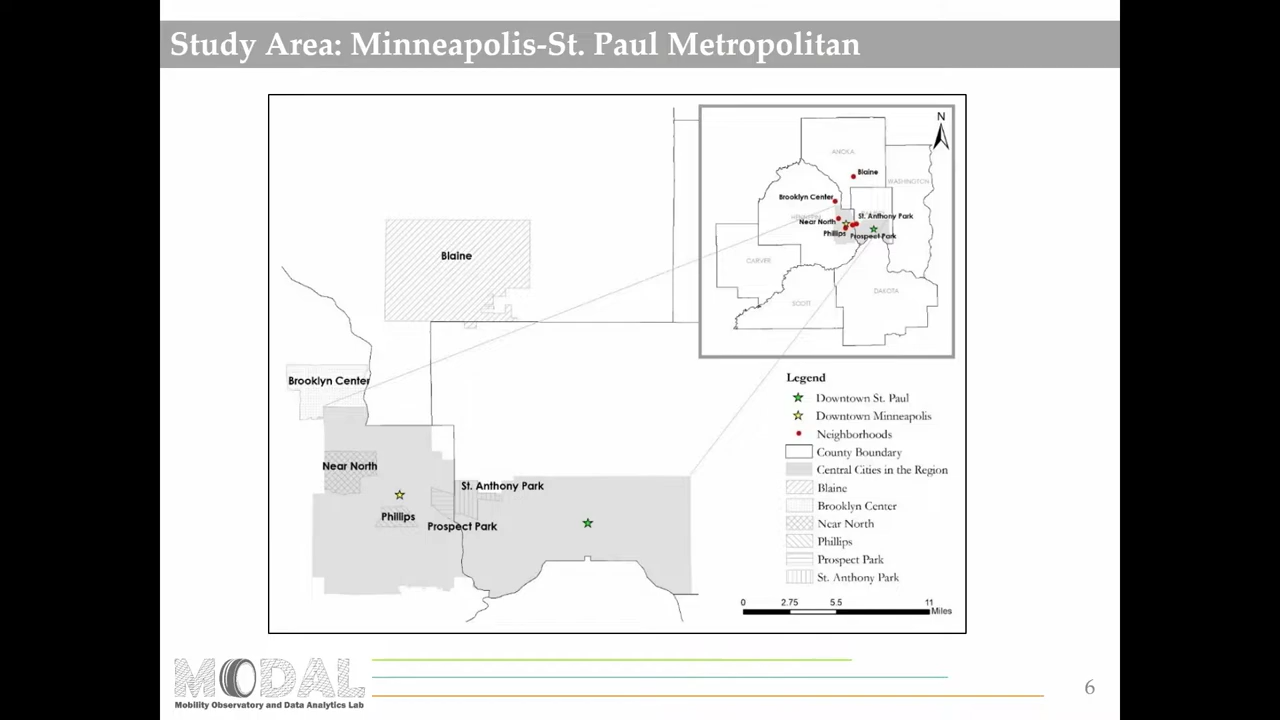 Study Area: Minneapolis-St. Paul Metropolitan
Blaine
Brooklyn Center
Near North
St. Anthony Park
Phillips
Prospect Park
N
ANOKA
Blaine
WASHINGTON
Brooklyn Center
St. Anthony Park
Near North
Phillips
Prospect Park
CARVER
DAKOTA
SCOTT
Legend
Downtown St. Paul
Downtown Minneapolis
Neighborhoods
County Boundary
Central Cities in the Region
Blaine
Brooklyn Center
Near North
Phillips
Prospect Park
St. Anthony Park
0 2.75 5.5 11
Miles
MODAL
Mobility Observatory and Data Analytics Lab
6